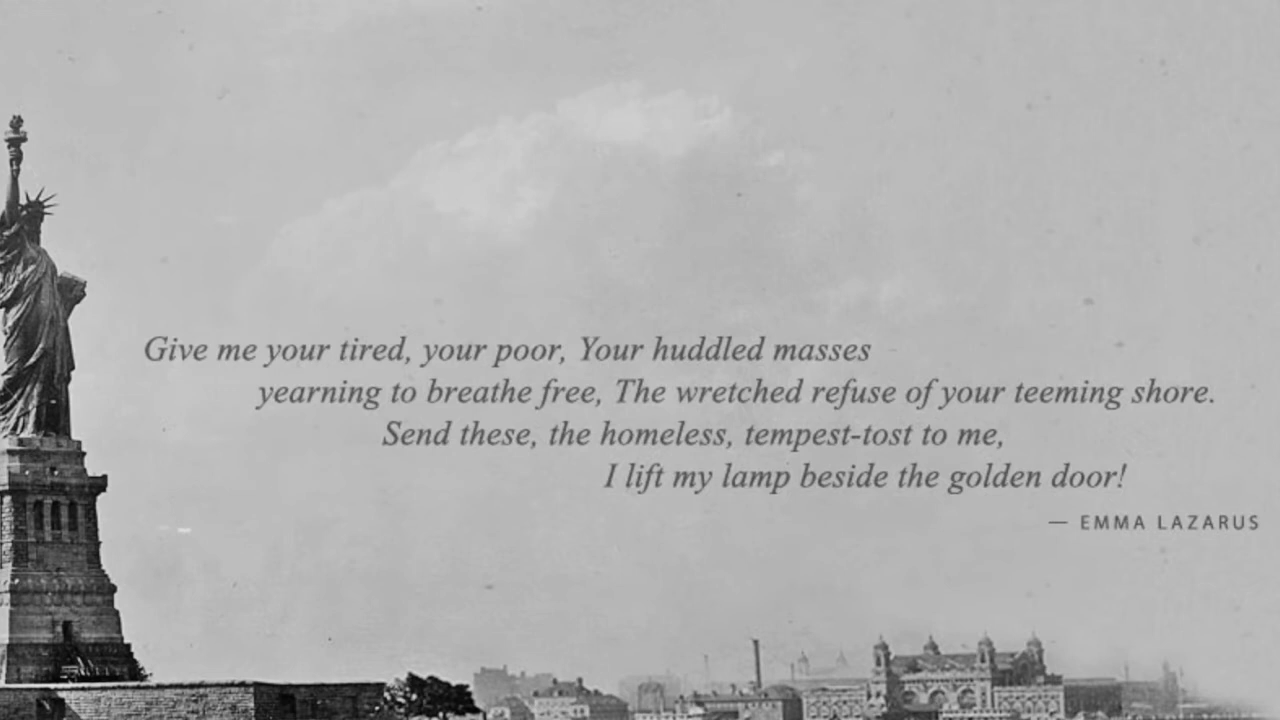 Give me your tired, your poor, Your huddled masses
yearning to breathe free, The wretched refuse of your teeming shore.
Send these, the homeless, tempest-tost to me,
I lift my lamp beside the golden door!
— EMMA LAZARUS